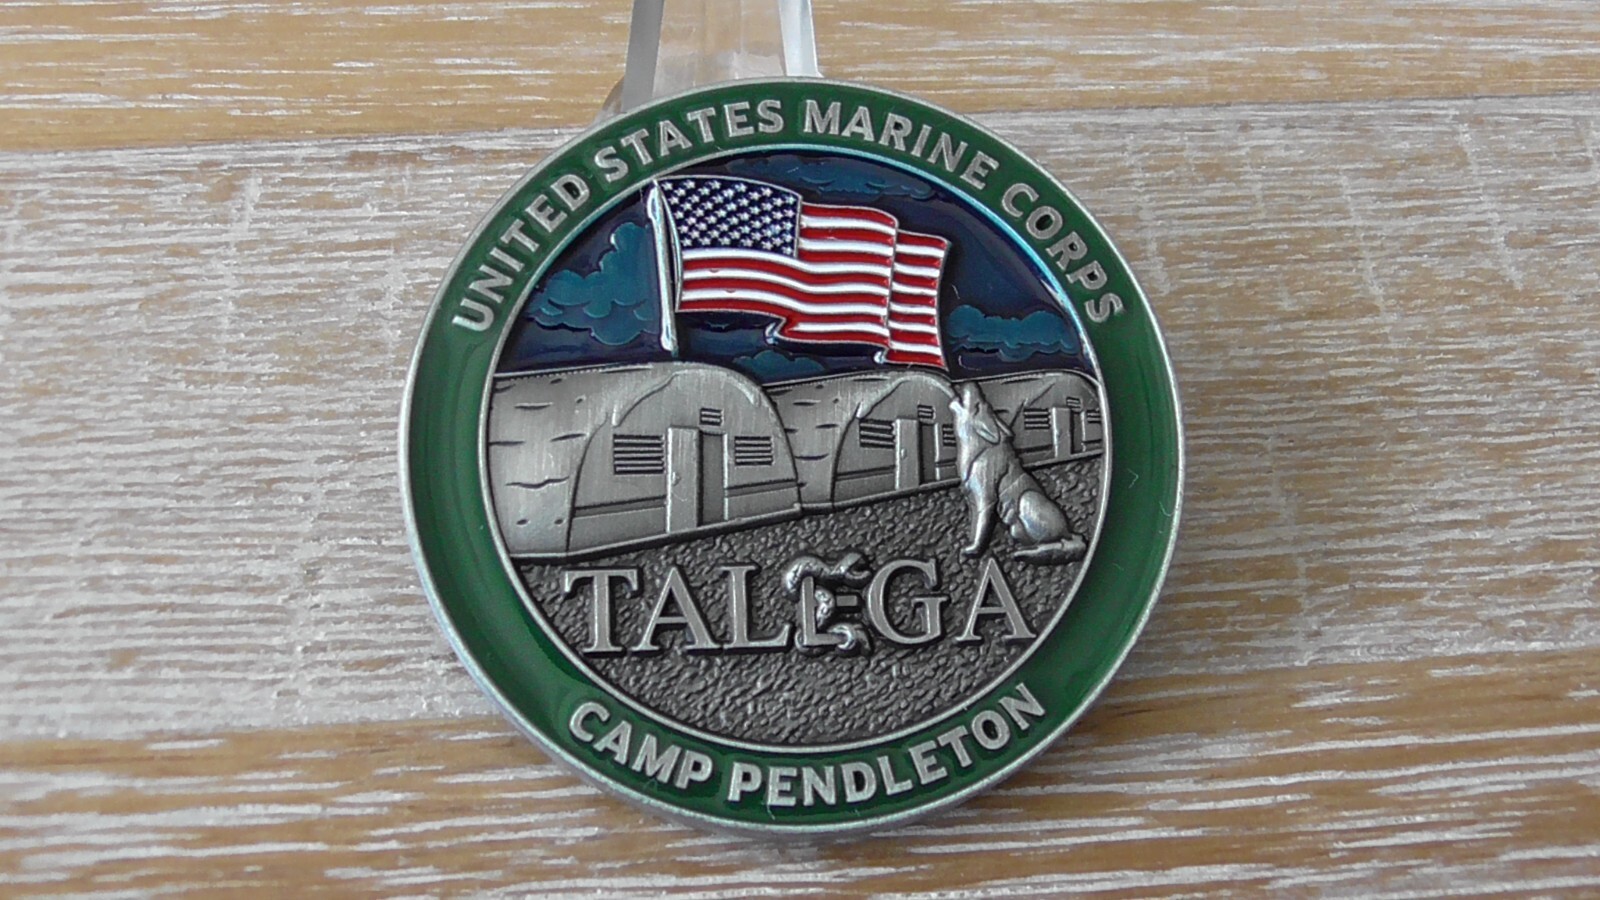 UNITED STATES MARINE CORPS
TALEGA
CAMP PENDLETON